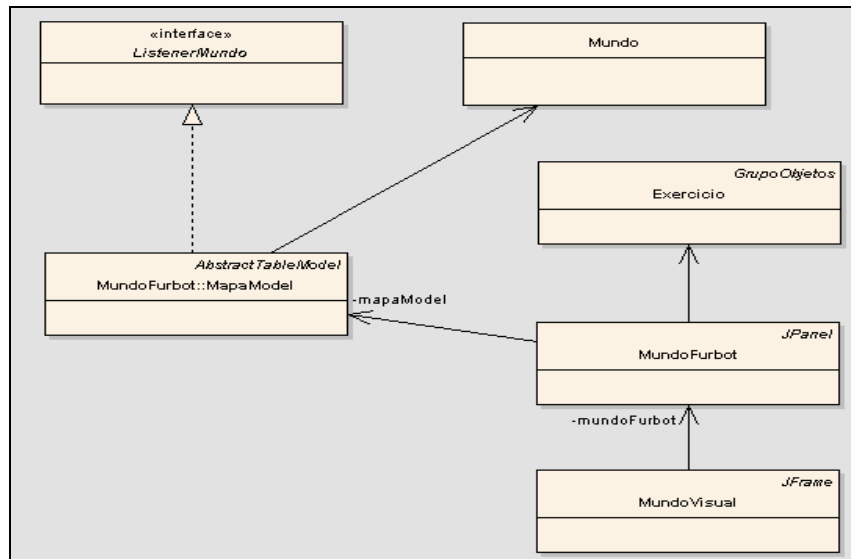 «interface»
ListenerMundo
Mundo
GrupoObjetos
Exercicio
AbstractTableModel
MundoFurbot::MapaModel
-mapaModel
JPanel
MundoFurbot
-mundoFurbot
JFrame
MundoVisual